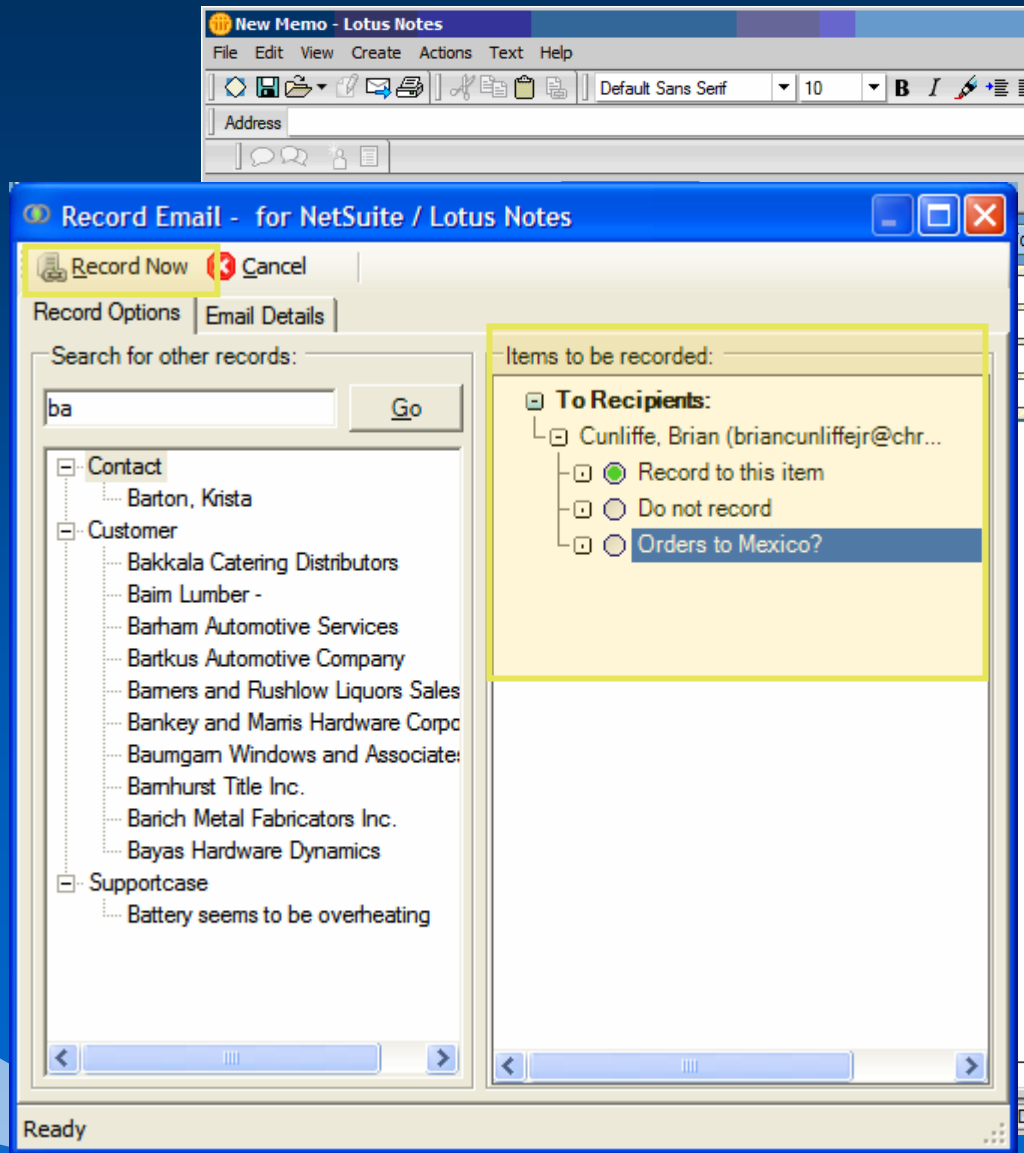 New Memo - Lotus Notes
File Edit View Create Actions Text Help
Default Sans Serif 10 B I
Address
Record Email - for NetSuite / Lotus Notes
Record Now Cancel
Record Options Email Details
Search for other records:
ba Go
Contact
Barton, Krista
Customer
Bakkala Catering Distributors
Baim Lumber -
Barham Automotive Services
Bartkus Automotive Company
Barners and Rushlow Liquors Sales
Bankey and Marris Hardware Corpo
Baumgarn Windows and Associates
Barnhurst Title Inc.
Barich Metal Fabricators Inc.
Bayas Hardware Dynamics
Supportcase
Battery seems to be overheating
Items to be recorded:
To Recipients:
Cunliffe, Brian (briancunliffejr@chr...
Record to this item
Do not record
Orders to Mexico?
Ready